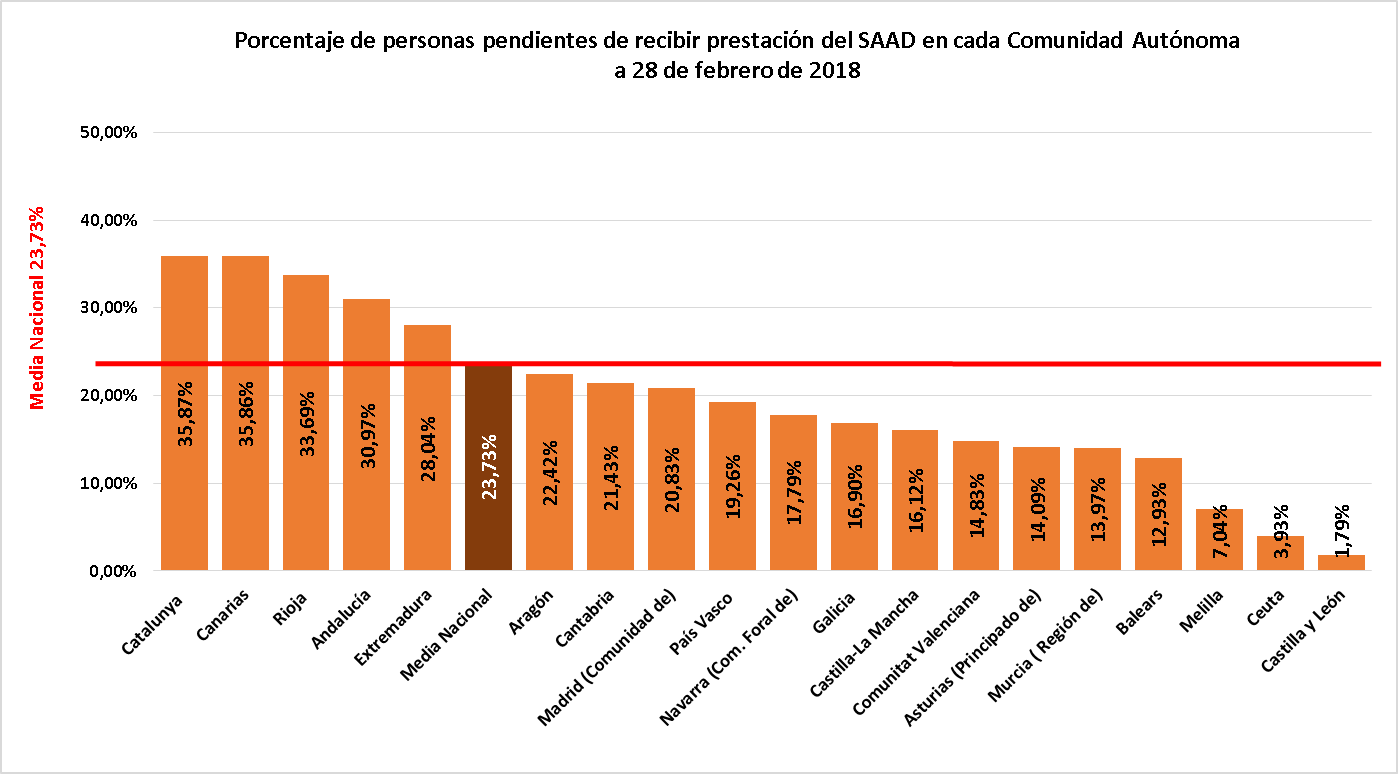 Porcentaje de personas pendientes de recibir prestación del SAAD en cada Comunidad Autónoma
a 28 de febrero de 2018
Media Nacional 23,73%
50,00%
40,00%
30,00%
20,00%
10,00%
0,00%
35,87%
35,86%
33,69%
30,97%
28,04%
23,73%
22,42%
21,43%
20,83%
19,26%
17,79%
16,90%
16,12%
14,83%
14,09%
13,97%
12,93%
7,04%
3,93%
1,79%
Catalunya
Canarias
Rioja
Andalucía
Extremadura
Media Nacional
Aragón
Cantabria
Madrid (Comunidad de)
País Vasco
Navarra (Com. Foral de)
Galicia
Castilla-La Mancha
Comunitat Valenciana
Asturias (Principado de)
Murcia ( Región de)
Balears
Melilla
Ceuta
Castilla y León